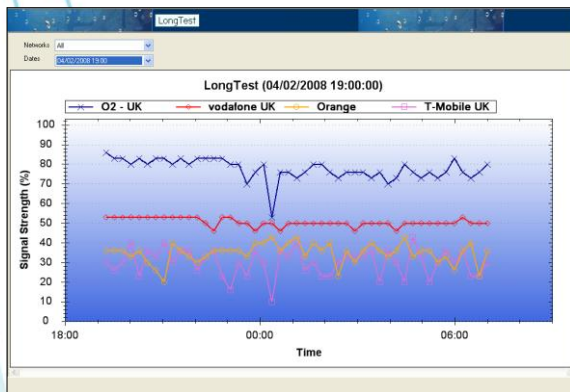 LongTest
Networks All
Dates 04/02/2008 19:00
LongTest (04/02/2008 19:00:00)
O2 - UK vodafone UK Orange T-Mobile UK
100
90
80
70
60
50
40
30
20
10
0
Signal Strength (%)
18:00 00:00 06:00
Time